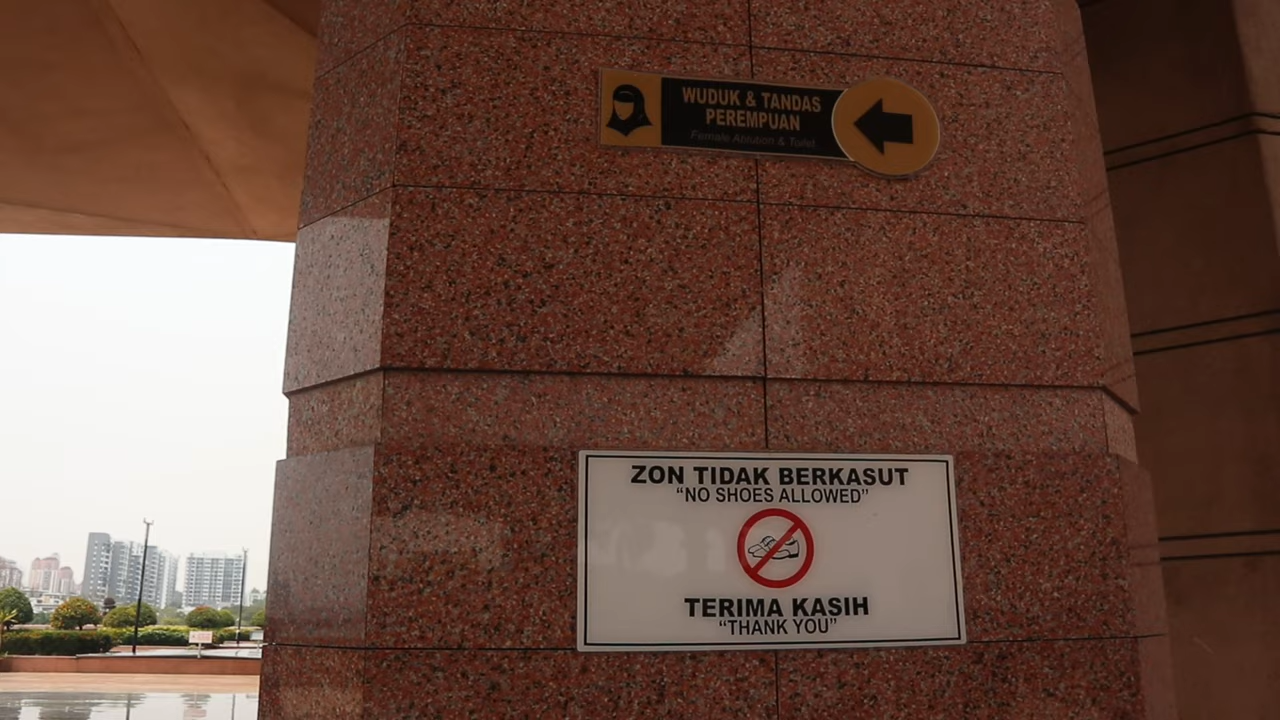 WUDUK & TANDAS
PEREMPUAN
Female Ablution & Toilet
ZON TIDAK BERKASUT
“NO SHOES ALLOWED”
TERIMA KASIH
“THANK YOU”